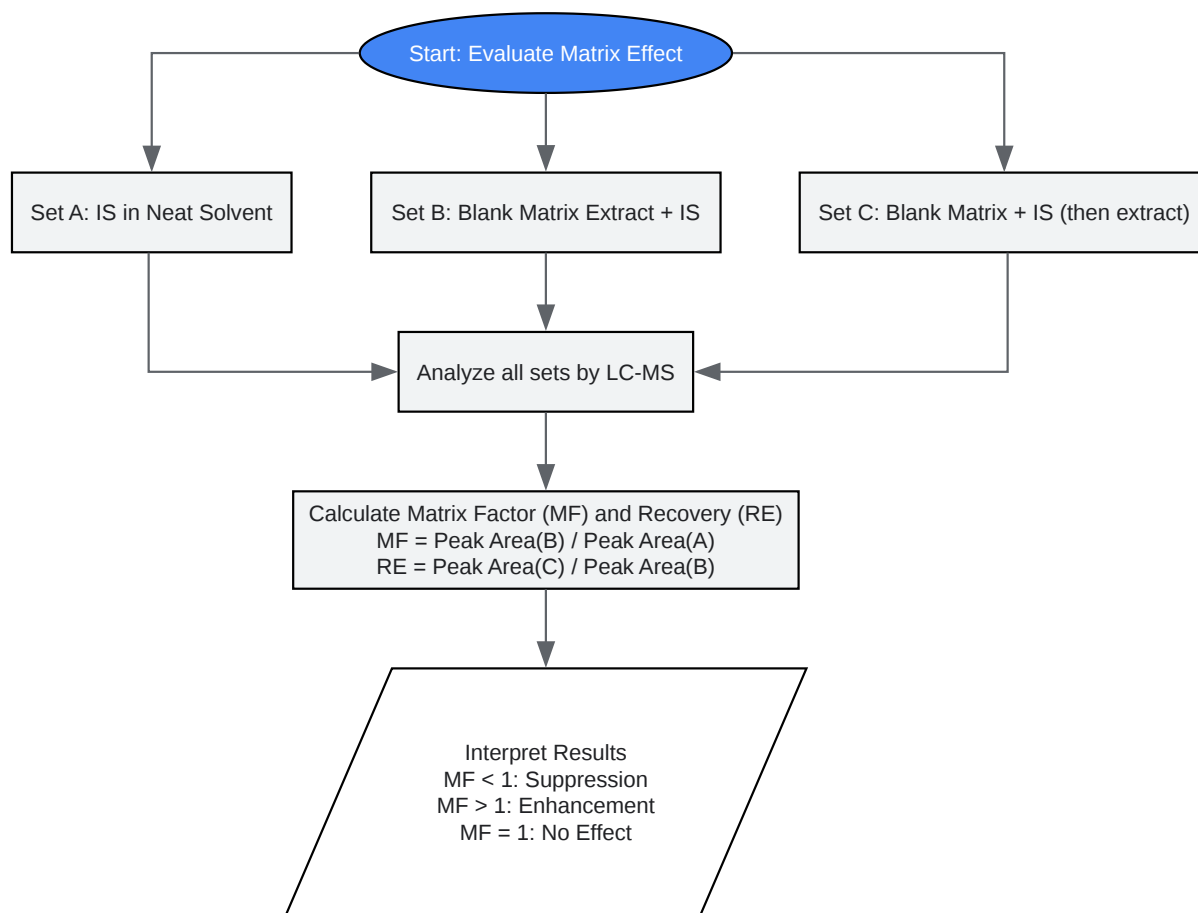 Start: Evaluate Matrix Effect
Set A: IS in Neat Solvent
Set B: Blank Matrix Extract + IS
Set C: Blank Matrix + IS (then extract)
Analyze all sets by LC-MS
Calculate Matrix Factor (MF) and Recovery (RE)
MF = Peak Area(B) / Peak Area(A)
RE = Peak Area(C) / Peak Area(B)
Interpret Results
MF < 1: Suppression
MF > 1: Enhancement
MF = 1: No Effect